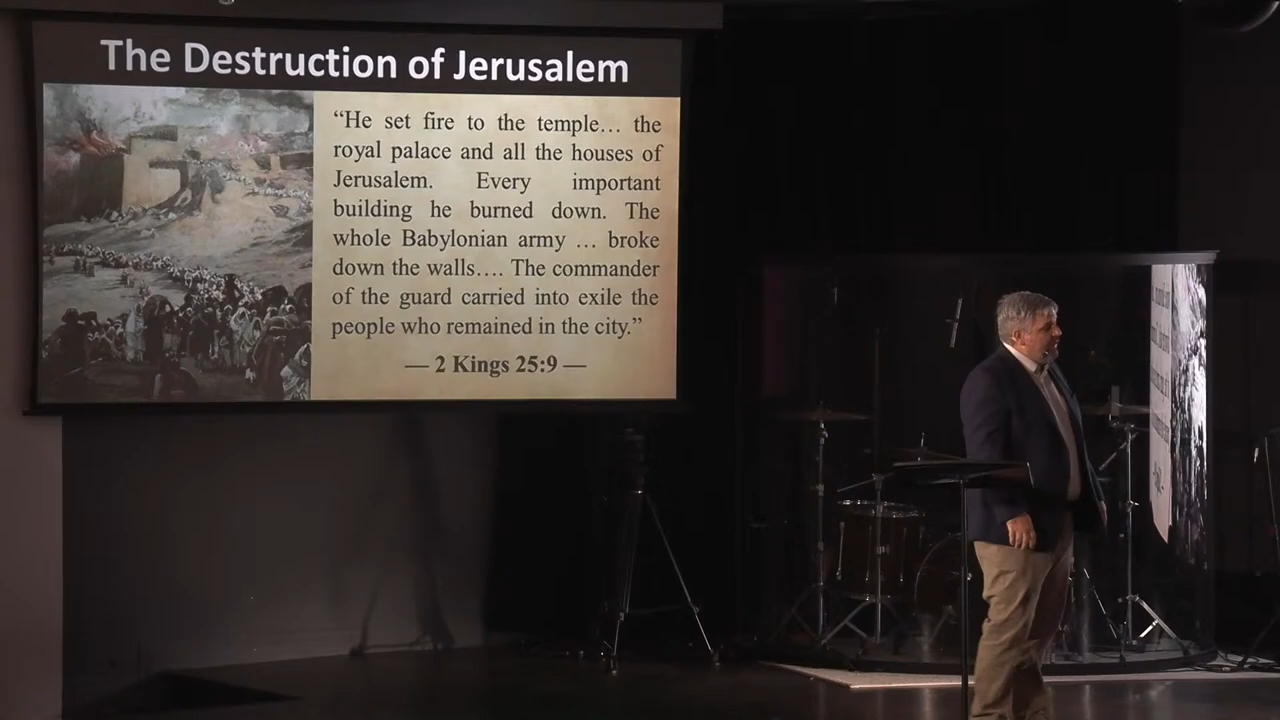 The Destruction of Jerusalem
“He set fire to the temple… the
royal palace and all the houses of
Jerusalem. Every important
building he burned down. The
whole Babylonian army … broke
down the walls…. The commander
of the guard carried into exile the
people who remained in the city.”
— 2 Kings 25:9 —